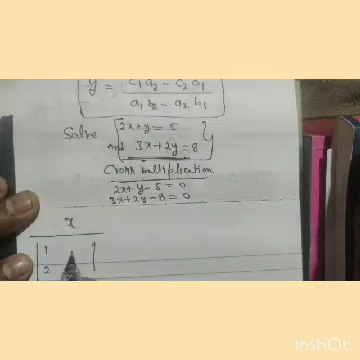 y = c₁a₂ - c₂a₁ / a₁b₂ - a₂b₁
Solve 2x+y = 5
and 3x+2y = 8
Cross multiplication
2x+y-5=0
3x+2y-8=0
x
1
2
InShOt